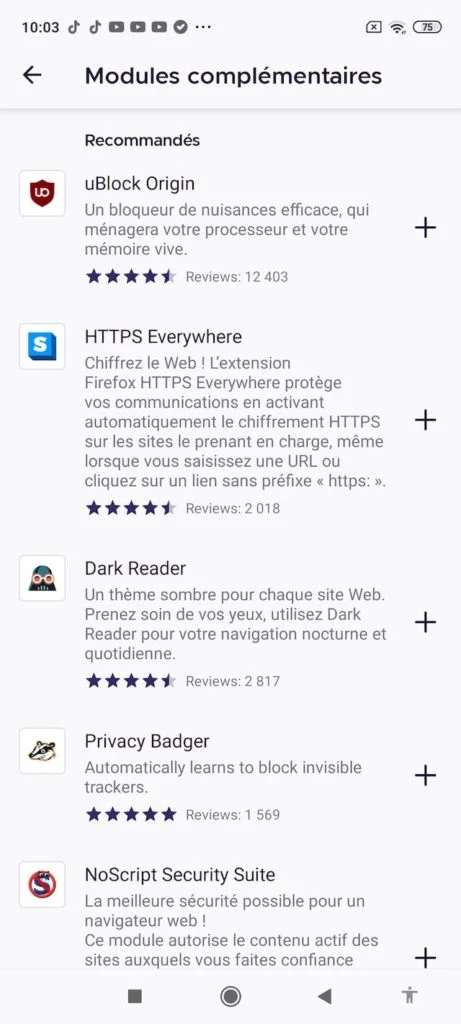 10:03 ... 75
Modules complémentaires
Recommandés
uBlock Origin
Un bloqueur de nuisances efficace, qui
ménagera votre processeur et votre
mémoire vive.
Reviews: 12 403
HTTPS Everywhere
Chiffrez le Web ! L'extension
Firefox HTTPS Everywhere protège
vos communications en activant
automatiquement le chiffrement HTTPS
sur les sites le prenant en charge, même
lorsque vous saisissez une URL ou
cliquez sur un lien sans préfixe « https: ».
Reviews: 2 018
Dark Reader
Un thème sombre pour chaque site Web.
Prenez soin de vos yeux, utilisez Dark
Reader pour votre navigation nocturne et
quotidienne.
Reviews: 2 817
Privacy Badger
Automatically learns to block invisible
trackers.
Reviews: 1 569
NoScript Security Suite
La meilleure sécurité possible pour un
navigateur web !
Ce module autorise le contenu actif des
sites auxquels vous faites confiance